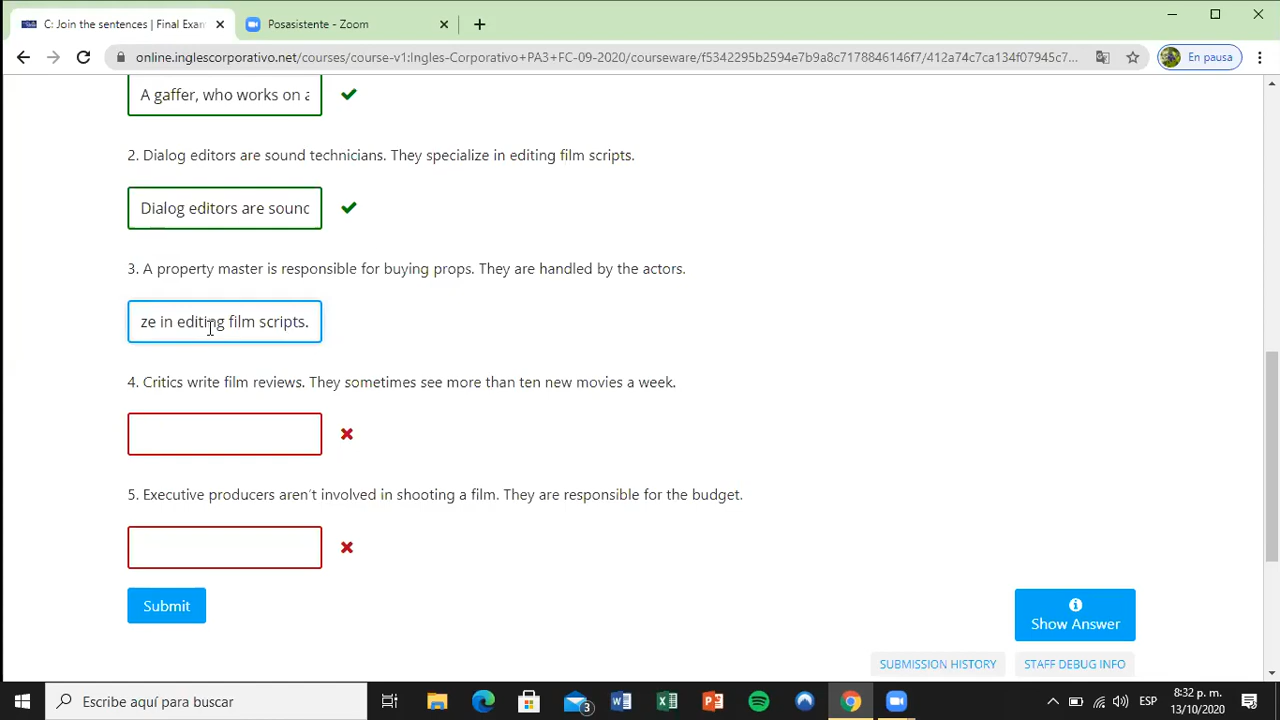 C: Join the sentences | Final Exam
Posasistente - Zoom
online.inglescorporativo.net/courses/course-v1:Ingles-Corporativo+PA3+FC-09-2020/courseware/f5342295b2594e7b9a8c7178846146f7/412a74c7ca134f07945c7...
En pausa
A gaffer, who works on a
2. Dialog editors are sound technicians. They specialize in editing film scripts.
Dialog editors are sound
3. A property master is responsible for buying props. They are handled by the actors.
ze in editing film scripts.
4. Critics write film reviews. They sometimes see more than ten new movies a week.
5. Executive producers aren't involved in shooting a film. They are responsible for the budget.
Submit
Show Answer
SUBMISSION HISTORY
STAFF DEBUG INFO
Escribe aquí para buscar
3
ESP
8:32 p. m.
13/10/2020